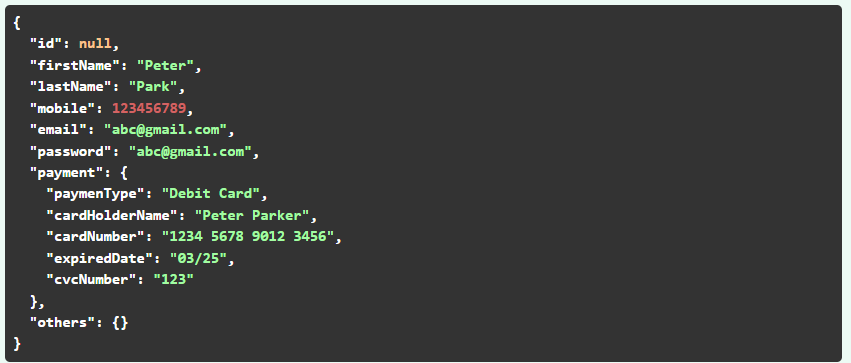 {
  "id": null,
  "firstName": "Peter",
  "lastName": "Park",
  "mobile": 123456789,
  "email": "abc@gmail.com",
  "password": "abc@gmail.com",
  "payment": {
    "paymenType": "Debit Card",
    "cardHolderName": "Peter Parker",
    "cardNumber": "1234 5678 9012 3456",
    "expiredDate": "03/25",
    "cvcNumber": "123"
  },
  "others": {}
}